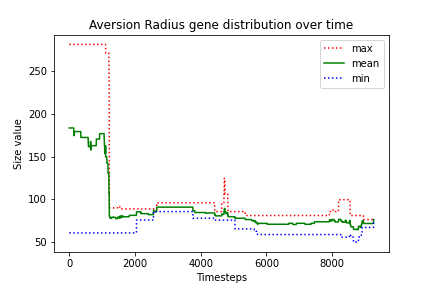 Aversion Radius gene distribution over time
max
mean
min
Size value
250
200
150
100
50
0
2000
4000
6000
8000
Timesteps